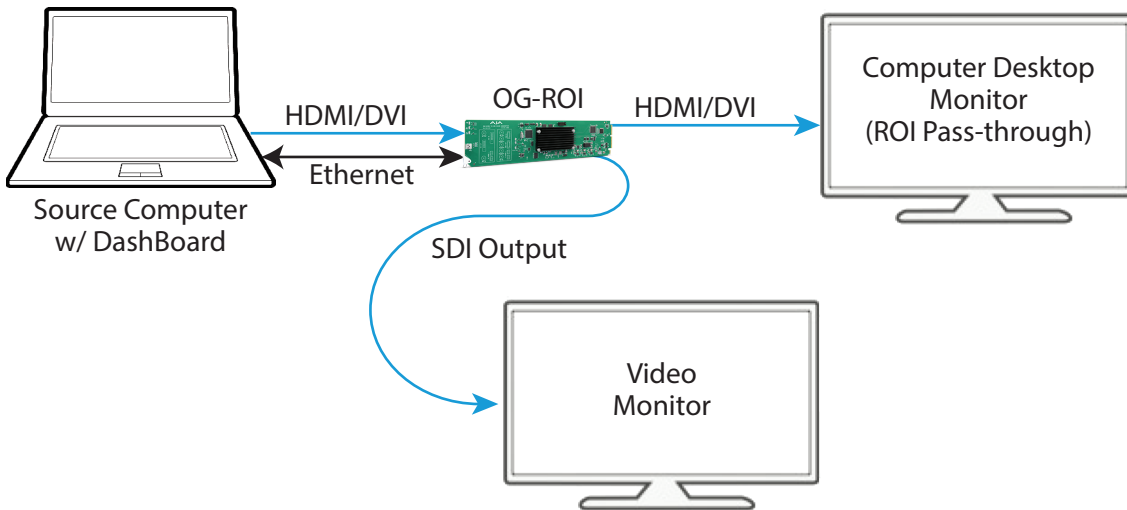 OG-ROI
HDMI/DVI
HDMI/DVI
Ethernet
Source Computer
w/ DashBoard
Computer Desktop
Monitor
(ROI Pass-through)
SDI Output
Video
Monitor
AJA